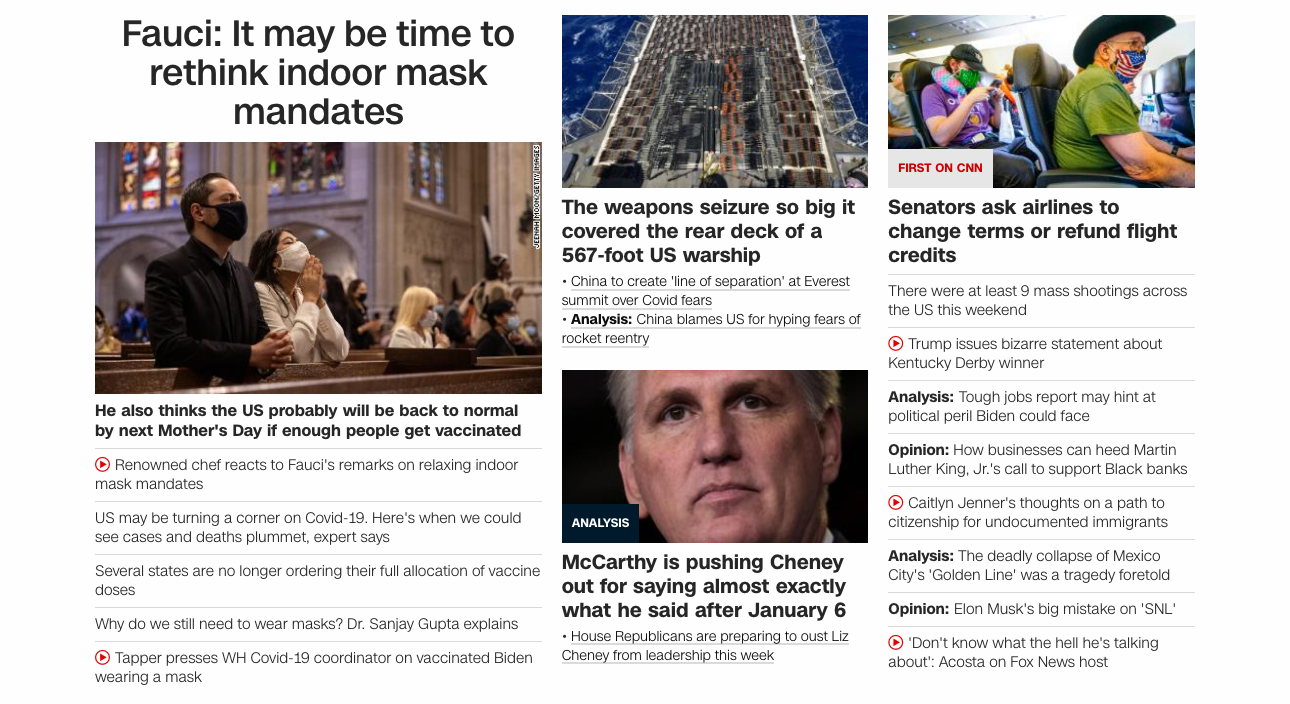 Fauci: It may be time to
rethink indoor mask
mandates
JEENAH MOON/GETTY IMAGES
He also thinks the US probably will be back to normal
by next Mother's Day if enough people get vaccinated
Renowned chef reacts to Fauci's remarks on relaxing indoor
mask mandates
US may be turning a corner on Covid-19. Here's when we could
see cases and deaths plummet, expert says
Several states are no longer ordering their full allocation of vaccine
doses
Why do we still need to wear masks? Dr. Sanjay Gupta explains
Tapper presses WH Covid-19 coordinator on vaccinated Biden
wearing a mask
The weapons seizure so big it
covered the rear deck of a
567-foot US warship
• China to create 'line of separation' at Everest
summit over Covid fears
• Analysis: China blames US for hyping fears of
rocket reentry
ANALYSIS
McCarthy is pushing Cheney
out for saying almost exactly
what he said after January 6
• House Republicans are preparing to oust Liz
Cheney from leadership this week
FIRST ON CNN
Senators ask airlines to
change terms or refund flight
credits
There were at least 9 mass shootings across
the US this weekend
Trump issues bizarre statement about
Kentucky Derby winner
Analysis: Tough jobs report may hint at
political peril Biden could face
Opinion: How businesses can heed Martin
Luther King, Jr.'s call to support Black banks
Caitlyn Jenner's thoughts on a path to
citizenship for undocumented immigrants
Analysis: The deadly collapse of Mexico
City's 'Golden Line' was a tragedy foretold
Opinion: Elon Musk's big mistake on 'SNL'
'Don't know what the hell he's talking
about': Acosta on Fox News host